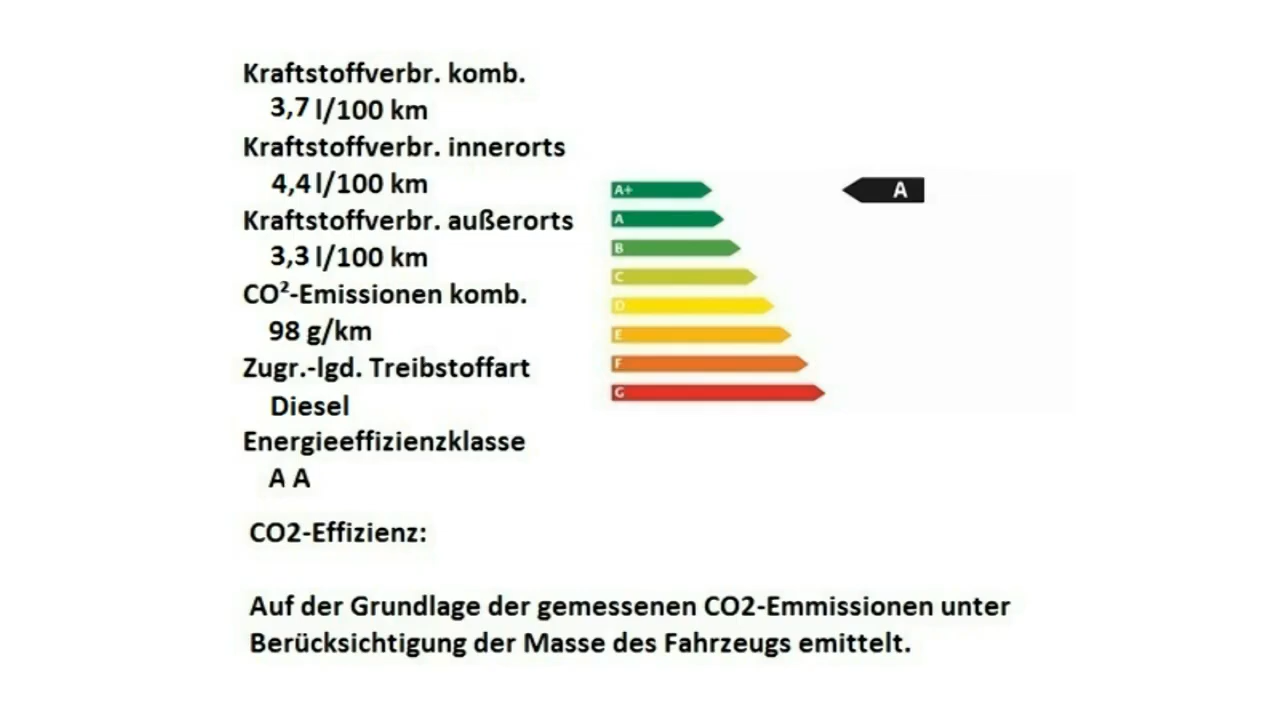 Kraftstoffverbr. komb.
3,7 l/100 km
Kraftstoffverbr. innerorts
4,4 l/100 km
Kraftstoffverbr. außerorts
3,3 l/100 km
CO²-Emissionen komb.
98 g/km
Zugr.-lgd. Treibstoffart
Diesel
Energieeffizienzklasse
A A
A+
A
A
B
C
D
E
F
G
CO2-Effizienz:
Auf der Grundlage der gemessenen CO2-Emmissionen unter
Berücksichtigung der Masse des Fahrzeugs emittelt.